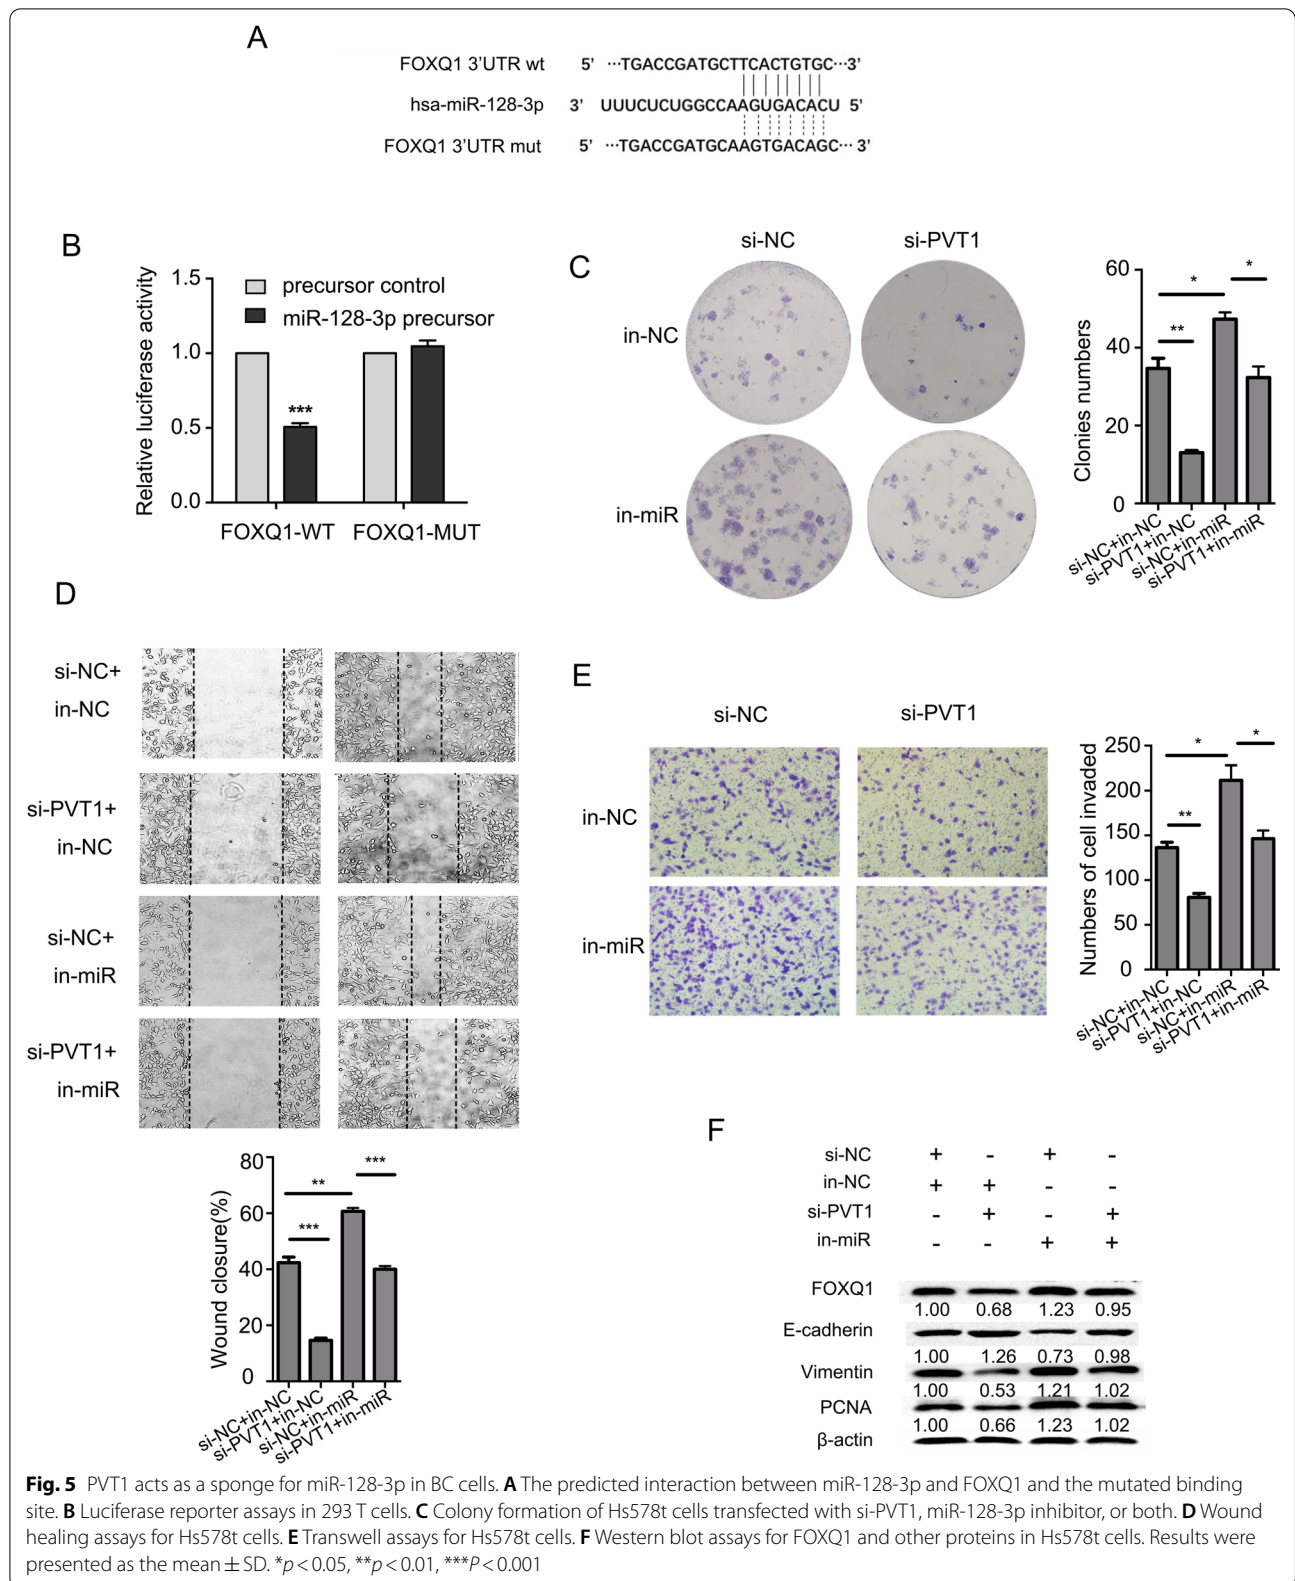 A
FOXQ1 3'UTR wt 5' ···TGACCGATGCTTCACTGTGC···3'
hsa-miR-128-3p 3' UUUCUCUGGCCAAGUGACACU 5'
FOXQ1 3'UTR mut 5' ···TGACCGATGCAAGTGACAGC··· 3'
B
Relative luciferase activity
1.5
1.0
0.5
0.0
precursor control
miR-128-3p precursor
***
FOXQ1-WT FOXQ1-MUT
C
si-NC si-PVT1
in-NC
in-miR
Clonies numbers
60
40
20
0
* *
**
si-NC+in-NC
si-PVT1+in-NC
si-NC+in-miR
si-PVT1+in-miR
D
si-NC+
in-NC
si-PVT1+
in-NC
si-NC+
in-miR
si-PVT1+
in-miR
Wound closure(%)
80
60
40
20
0
***
**
***
si-NC+in-NC
si-PVT1+in-NC
si-NC+in-miR
si-PVT1+in-miR
E
si-NC si-PVT1
in-NC
in-miR
Numbers of cell invaded
250
200
150
100
50
0
* *
**
si-NC+in-NC
si-PVT1+in-NC
si-NC+in-miR
si-PVT1+in-miR
F
si-NC + - + -
in-NC + + - -
si-PVT1 - + - +
in-miR - - + +
FOXQ1
1.00 0.68 1.23 0.95
E-cadherin
1.00 1.26 0.73 0.98
Vimentin
1.00 0.53 1.21 1.02
PCNA
1.00 0.66 1.23 1.02
β-actin
Fig. 5 PVT1 acts as a sponge for miR-128-3p in BC cells. A The predicted interaction between miR-128-3p and FOXQ1 and the mutated binding
site. B Luciferase reporter assays in 293 T cells. C Colony formation of Hs578t cells transfected with si-PVT1, miR-128-3p inhibitor, or both. D Wound
healing assays for Hs578t cells. E Transwell assays for Hs578t cells. F Western blot assays for FOXQ1 and other proteins in Hs578t cells. Results were
presented as the mean ± SD. *p < 0.05, **p < 0.01, ***P < 0.001